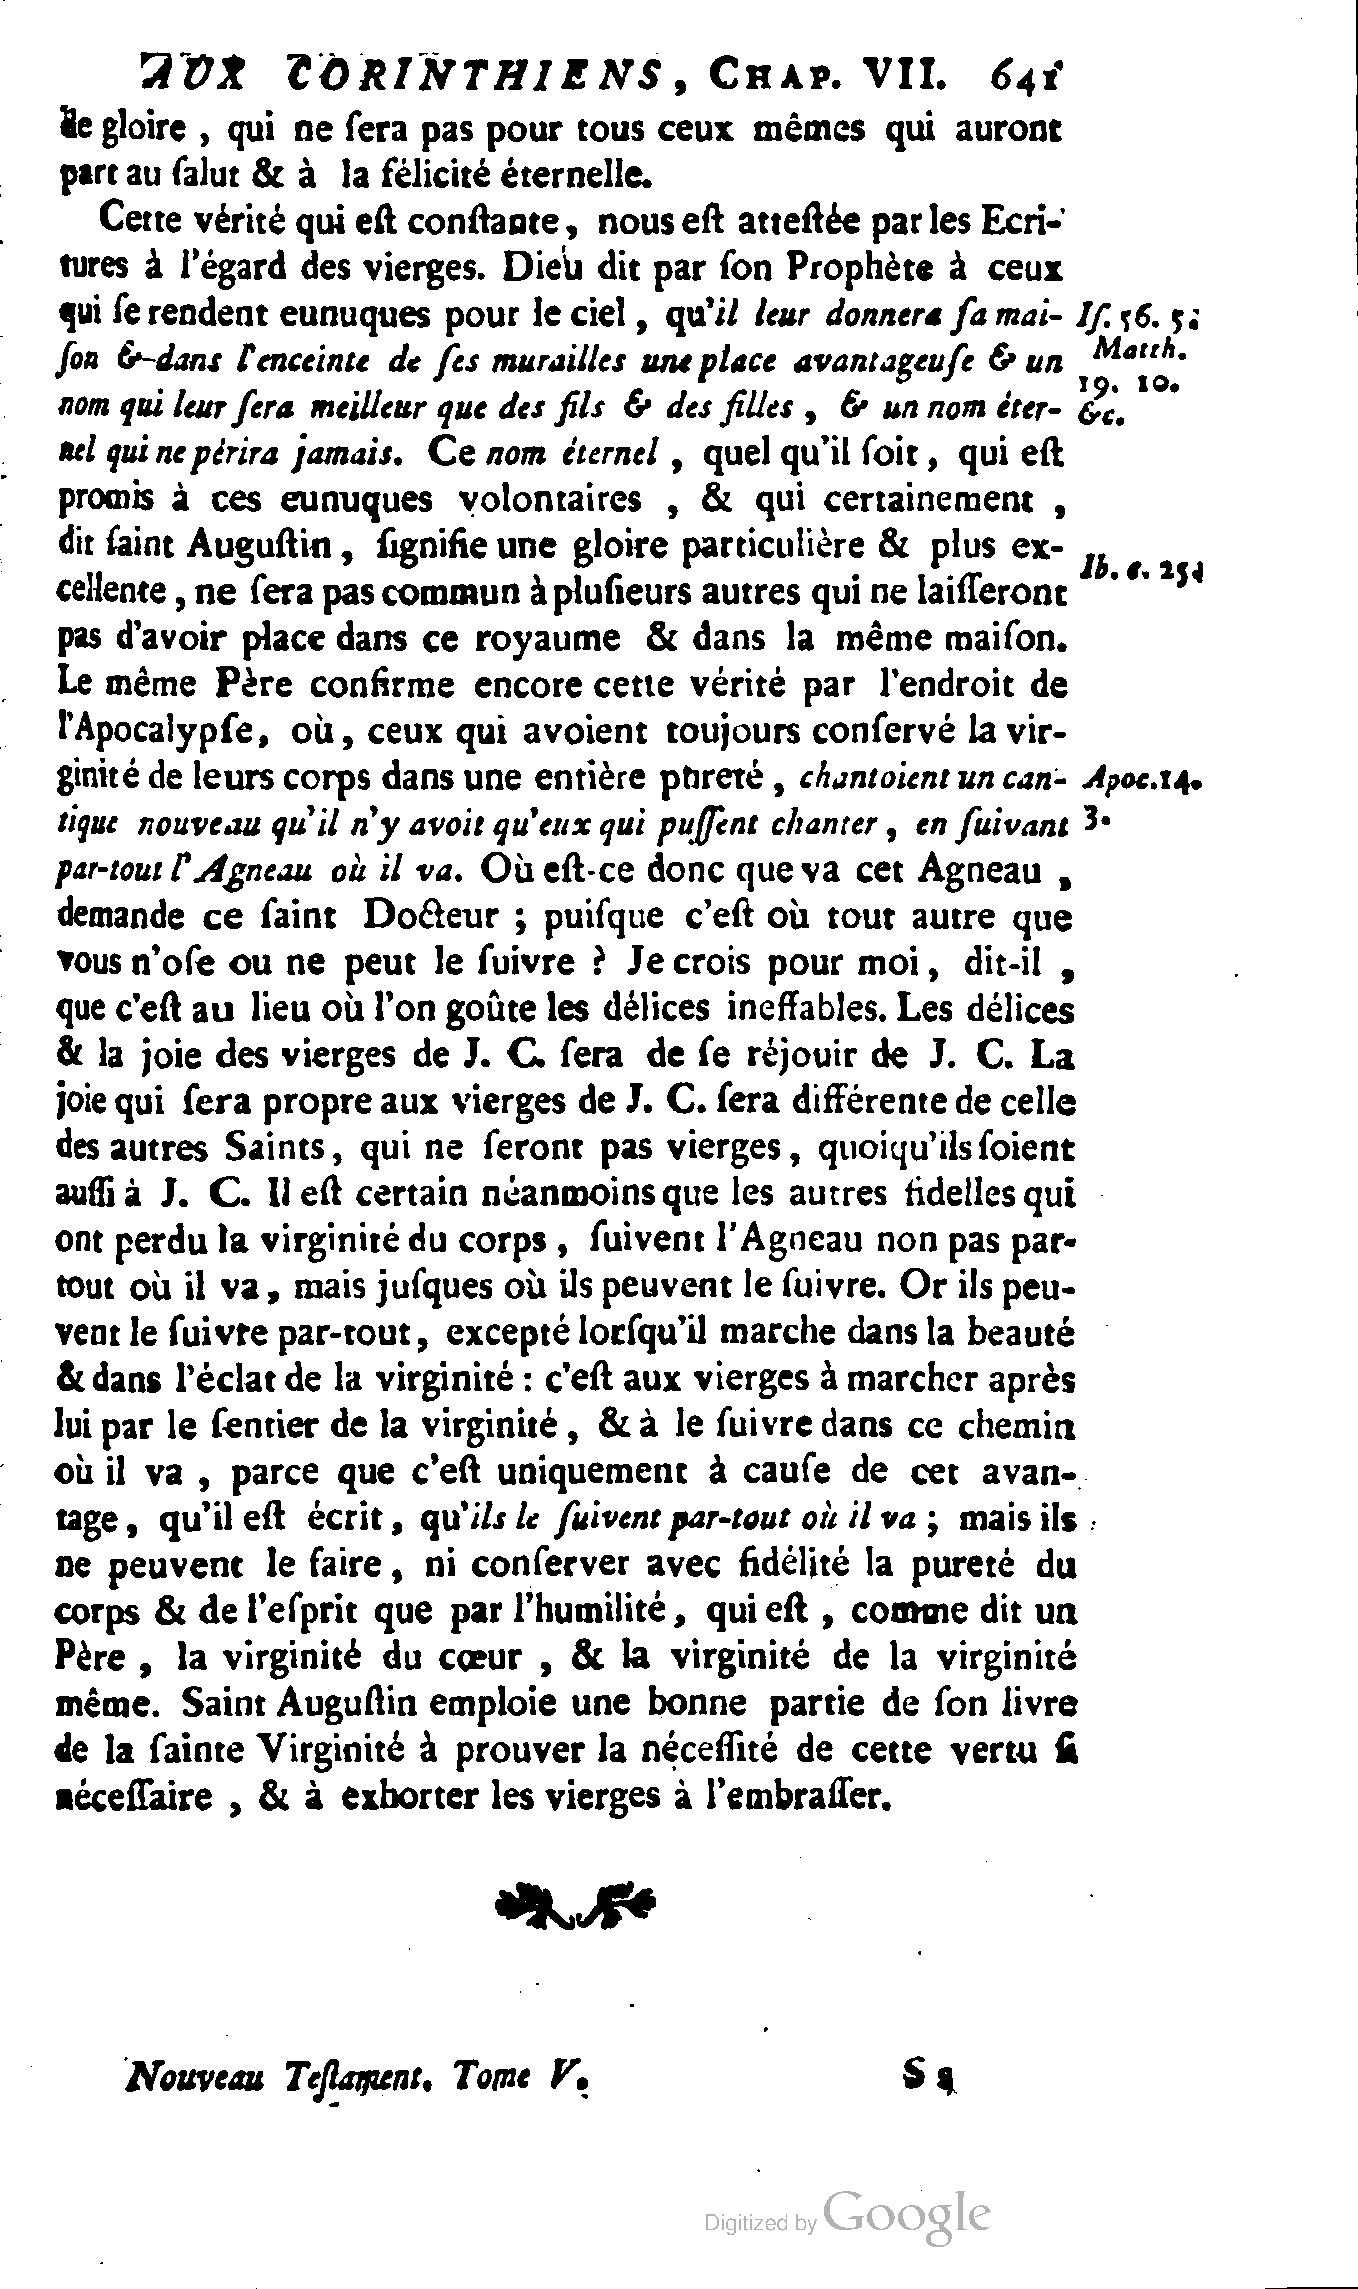 AUX CORINTHIENS, CHAP. VII. 641
de gloire, qui ne ſera pas pour tous ceux mêmes qui auront
part au ſalut & à la félicité éternelle.
Cette vérité qui eſt conſtante, nous eſt atteſtée par les Ecri-
tures à l'égard des vierges. Dieu dit par ſon Prophète à ceux
qui ſe rendent eunuques pour le ciel, qu'il leur donnera ſa mai-
Iſ. 56. 5.
ſon & dans l'enceinte de ſes murailles une place avantageuſe & un
Matth.
19. 10.
nom qui leur ſera meilleur que des fils & des filles, & un nom éter-
&c.
nel qui ne périra jamais. Ce nom éternel, quel qu'il ſoit, qui eſt
promis à ces eunuques volontaires, & qui certainement,
dit ſaint Auguſtin, ſignifie une gloire particulière & plus ex-
Ib. c. 25.
cellente, ne ſera pas commun à pluſieurs autres qui ne laiſſeront
pas d'avoir place dans ce royaume & dans la même maiſon.
Le même Père confirme encore cette vérité par l'endroit de
l'Apocalypſe, où, ceux qui avoient toujours conſervé la vir-
ginité de leurs corps dans une entière pureté, chantoient un can-
Apoc. 14.
tique nouveau qu'il n'y avoit qu'eux qui puſſent chanter, en ſuivant
3.
par-tout l'Agneau où il va. Où eſt-ce donc que va cet Agneau,
demande ce ſaint Docteur ; puiſque c'eſt où tout autre que
vous n'oſe ou ne peut le ſuivre ? Je crois pour moi, dit-il,
que c'eſt au lieu où l'on goûte les délices ineffables. Les délices
& la joie des vierges de J. C. ſera de ſe réjouir de J. C. La
joie qui ſera propre aux vierges de J. C. ſera différente de celle
des autres Saints, qui ne ſeront pas vierges, quoiqu'ils ſoient
auſſi à J. C. Il eſt certain néanmoins que les autres fidelles qui
ont perdu la virginité du corps, ſuivent l'Agneau non pas par-
tout où il va, mais juſques où ils peuvent le ſuivre. Or ils peu-
vent le ſuivre par-tout, excepté lorſqu'il marche dans la beauté
& dans l'éclat de la virginité : c'eſt aux vierges à marcher après
lui par le ſentier de la virginité, & à le ſuivre dans ce chemin
où il va, parce que c'eſt uniquement à cauſe de cet avan-
tage, qu'il eſt écrit, qu'ils le ſuivent par-tout où il va ; mais ils
ne peuvent le faire, ni conſerver avec fidélité la pureté du
corps & de l'eſprit que par l'humilité, qui eſt, comme dit un
Père, la virginité du cœur, & la virginité de la virginité
même. Saint Auguſtin emploie une bonne partie de ſon livre
de la ſainte Virginité à prouver la néceſſité de cette vertu ſi
néceſſaire, & à exhorter les vierges à l'embraſſer.
Nouveau Teſtament. Tome V. S s
Digitized by Google